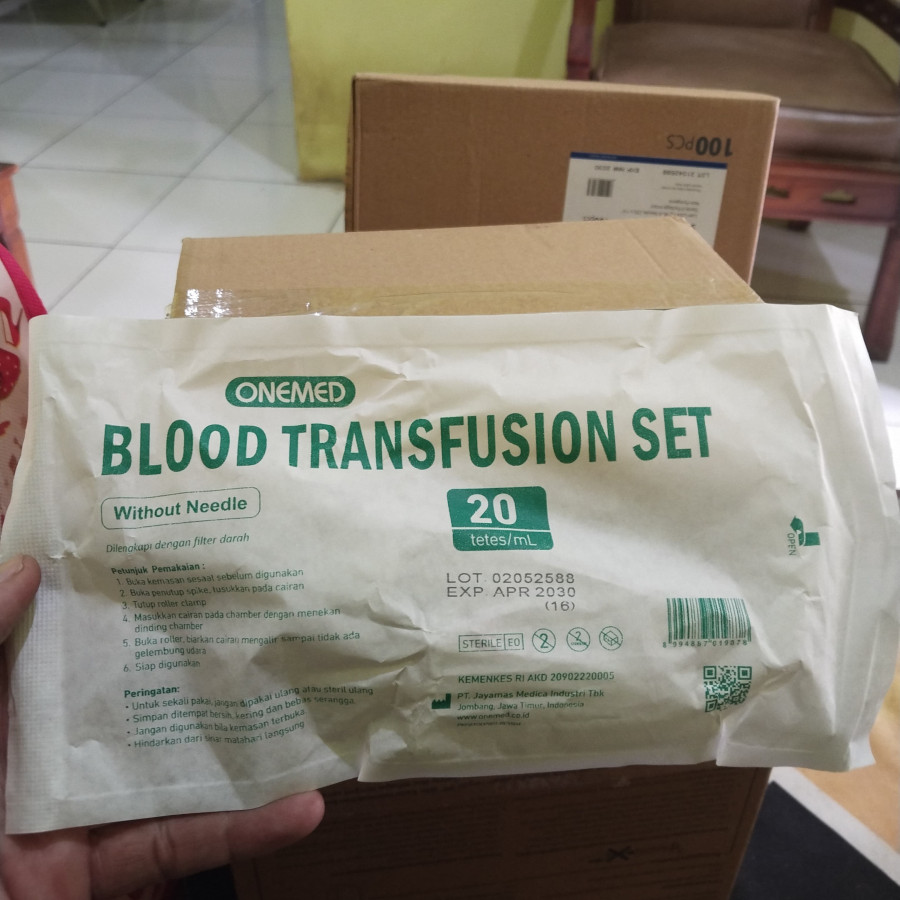 100 PCS
ONEMED
BLOOD TRANSFUSION SET
Without Needle
Dilengkapi dengan filter darah
20
tetes/mL
Petunjuk Pemakaian :
1. Buka kemasan sesaat sebelum digunakan
2. Buka penutup spike, tusukkan pada cairan
3. Tutup roller clamp
4. Masukkan cairan pada chamber dengan menekan
dinding chamber
5. Buka roller, biarkan cairan mengalir sampai tidak ada
gelembung udara
6. Siap digunakan
LOT 02052588
EXP APR 2030
(16)
OPEN
STERILE EO
KEMENKES RI AKD 20902220005
PT. Jayamas Medica Industri Tbk
Jombang, Jawa Timur, Indonesia
www.onemed.co.id
Peringatan:
• Untuk sekali pakai, jangan dipakai ulang atau steril ulang
• Simpan ditempat bersih, kering dan bebas serangga.
• Jangan digunakan bila kemasan terbuka.
• Hindarkan dari sinar matahari langsung